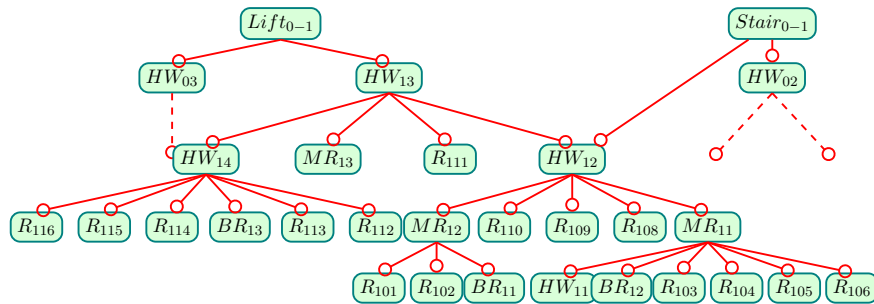 Lift₀₋₁ Stair₀₋₁
HW₀₃ HW₁₃ HW₀₂
HW₁₄ MR₁₃ R₁₁₁ HW₁₂
R₁₁₆ R₁₁₅ R₁₁₄ BR₁₃ R₁₁₃ R₁₁₂ MR₁₂ R₁₁₀ R₁₀₉ R₁₀₈ MR₁₁
R₁₀₁ R₁₀₂ BR₁₁ HW₁₁ BR₁₂ R₁₀₃ R₁₀₄ R₁₀₅ R₁₀₆